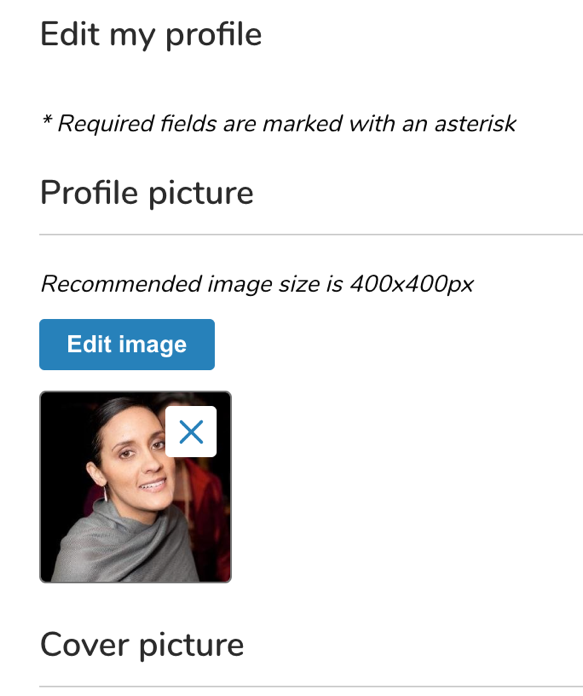 Edit my profile
* Required fields are marked with an asterisk
Profile picture
Recommended image size is 400x400px
Edit image
Cover picture